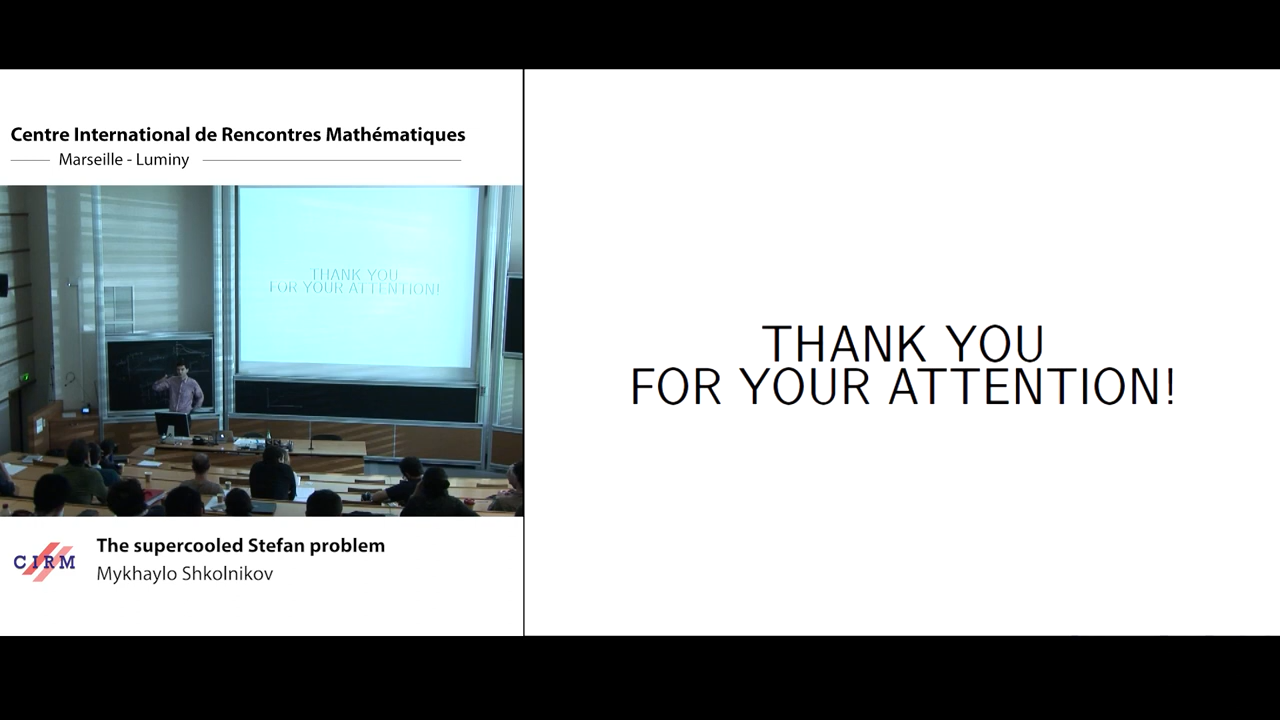 Centre International de Rencontres Mathématiques
Marseille - Luminy
THANK YOU
FOR YOUR ATTENTION!
CIRM
The supercooled Stefan problem
Mykhaylo Shkolnikov
THANK YOU
FOR YOUR ATTENTION!